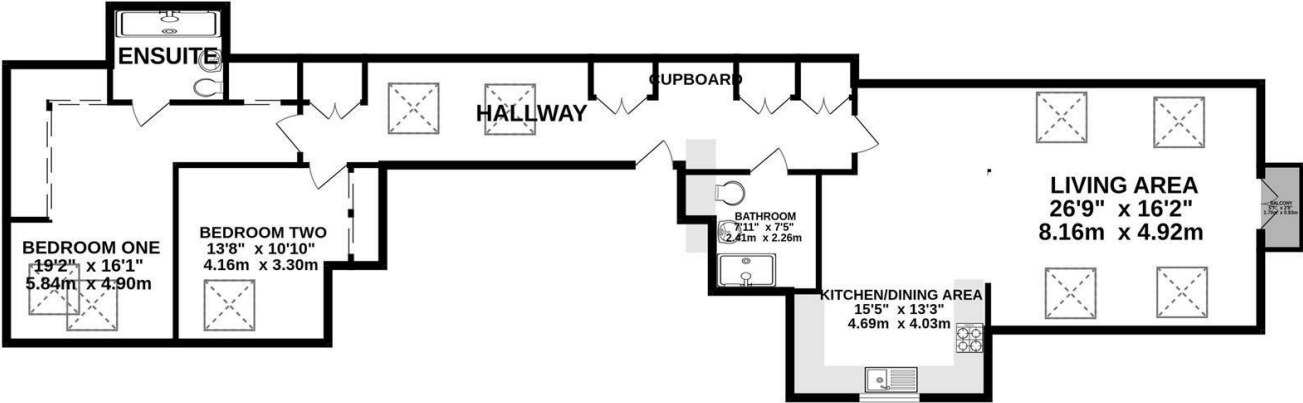 ENSUITE
CUPBOARD
HALLWAY
LIVING AREA
26'9" x 16'2"
8.16m x 4.92m
BALCONY
BATHROOM
7'11" x 7'5"
2.41m x 2.26m
BEDROOM ONE
19'2" x 16'1"
5.84m x 4.90m
BEDROOM TWO
13'8" x 10'10"
4.16m x 3.30m
KITCHEN/DINING AREA
15'5" x 13'3"
4.69m x 4.03m